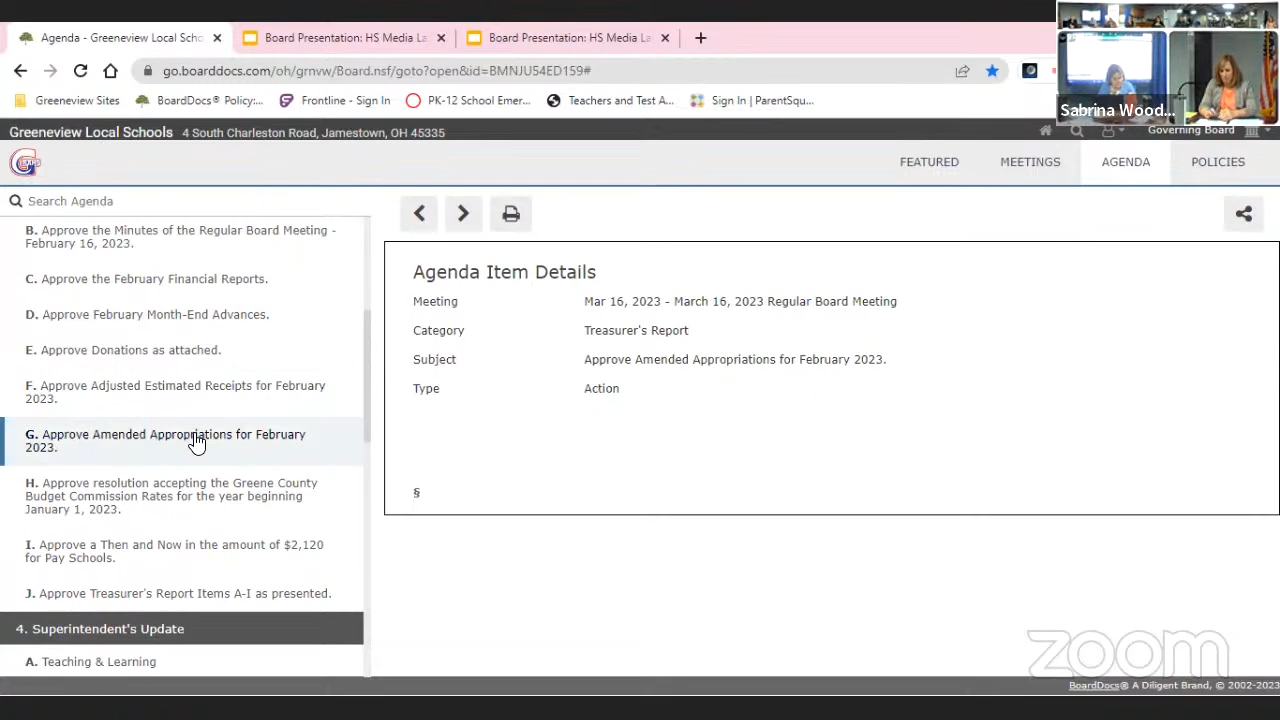 Agenda - Greeneview Local Scho
Board Presentation: HS Media La
Board Presentation: HS Media La
go.boarddocs.com/oh/grnvw/Board.nsf/goto?open&id=BMNJU54ED159#
Greeneview Sites
BoardDocs® Policy:...
Frontline - Sign In
PK-12 School Emer...
Teachers and Test A...
Sign In | ParentSqu...
Sabrina Wood...
Greeneview Local Schools 4 South Charleston Road, Jamestown, OH 45335
Governing Board
G
FEATURED
MEETINGS
AGENDA
POLICIES
Search Agenda
B. Approve the Minutes of the Regular Board Meeting -
February 16, 2023.
C. Approve the February Financial Reports.
D. Approve February Month-End Advances.
E. Approve Donations as attached.
F. Approve Adjusted Estimated Receipts for February
2023.
G. Approve Amended Appropriations for February
2023.
H. Approve resolution accepting the Greene County
Budget Commission Rates for the year beginning
January 1, 2023.
I. Approve a Then and Now in the amount of $2,120
for Pay Schools.
J. Approve Treasurer's Report Items A-I as presented.
4. Superintendent's Update
A. Teaching & Learning
Agenda Item Details
Meeting Mar 16, 2023 - March 16, 2023 Regular Board Meeting
Category Treasurer's Report
Subject Approve Amended Appropriations for February 2023.
Type Action
§
zoom
BoardDocs® A Diligent Brand, © 2002-2023